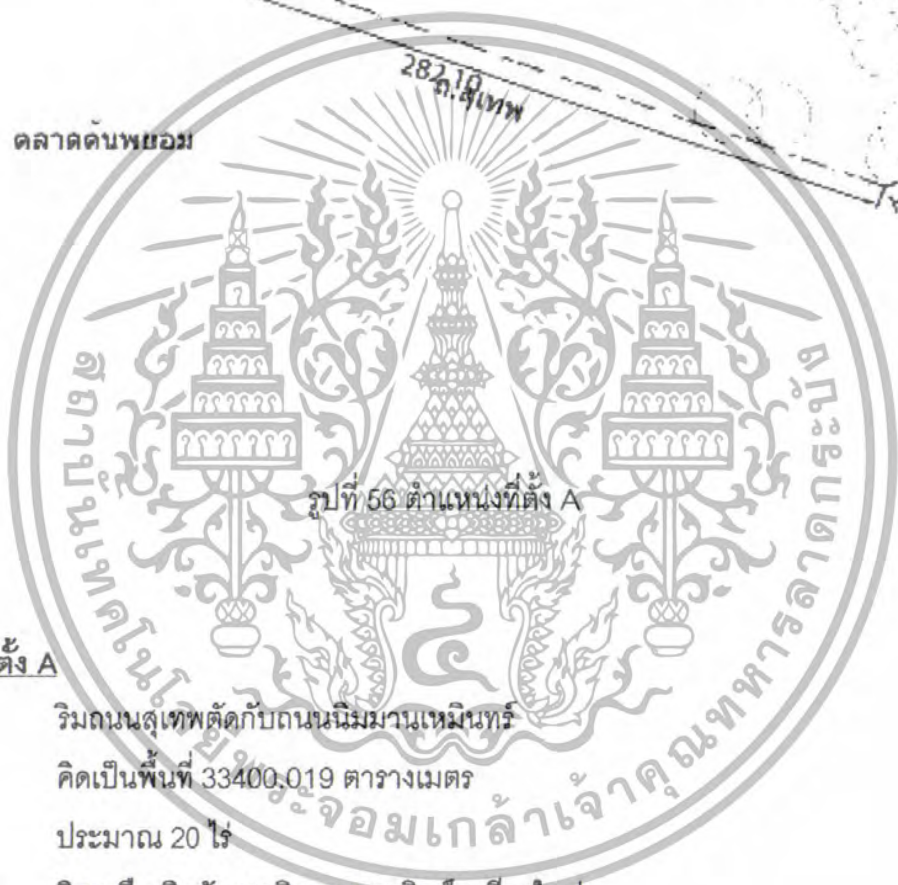 282.10
ถ.สุเทพ
ตลาดต้นพยอม
สถาบันเทคโนโลยีพระจอมเกล้าเจ้าคุณทหารลาดกระบัง
รูปที่ 56 ตำแหน่งที่ตั้ง A
ตั้ง A
ริมถนนสุเทพตัดกับถนนนิมมานเหมินทร์
คิดเป็นพื้นที่ 33400.019 ตารางเมตร
ประมาณ 20 ไร่